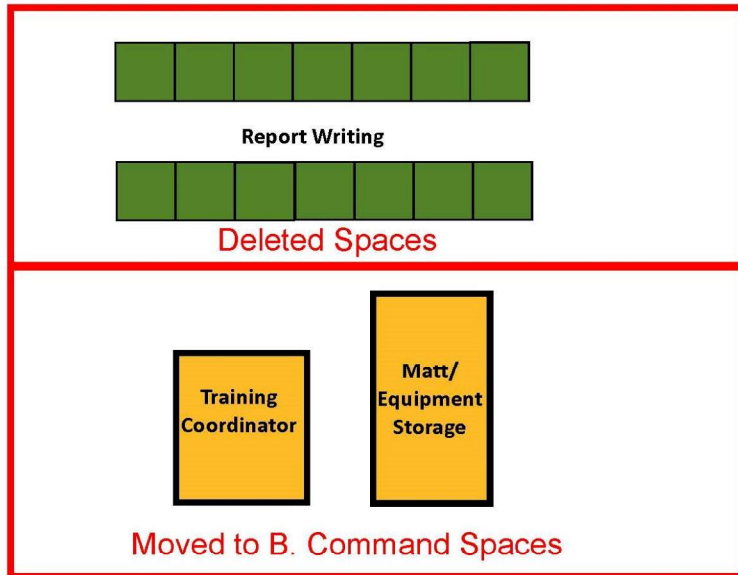 Report Writing
Deleted Spaces
Training
Coordinator
Matt/
Equipment
Storage
Moved to B. Command Spaces